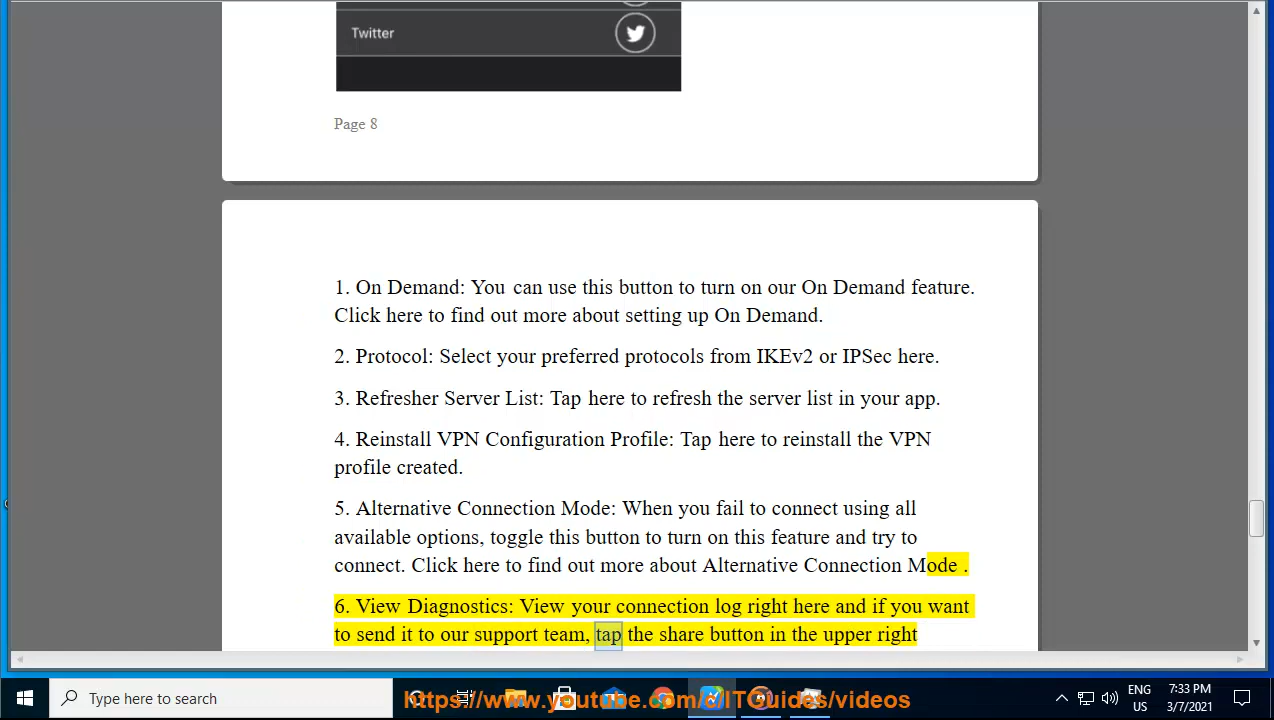 Twitter
Page 8
1. On Demand: You can use this button to turn on our On Demand feature.
Click here to find out more about setting up On Demand.
2. Protocol: Select your preferred protocols from IKEv2 or IPSec here.
3. Refresher Server List: Tap here to refresh the server list in your app.
4. Reinstall VPN Configuration Profile: Tap here to reinstall the VPN
profile created.
5. Alternative Connection Mode: When you fail to connect using all
available options, toggle this button to turn on this feature and try to
connect. Click here to find out more about Alternative Connection Mode .
6. View Diagnostics: View your connection log right here and if you want
to send it to our support team, tap the share button in the upper right
Type here to search
https://www.youtube.com/c/ITGuides/videos
ENG
US
7:33 PM
3/7/2021